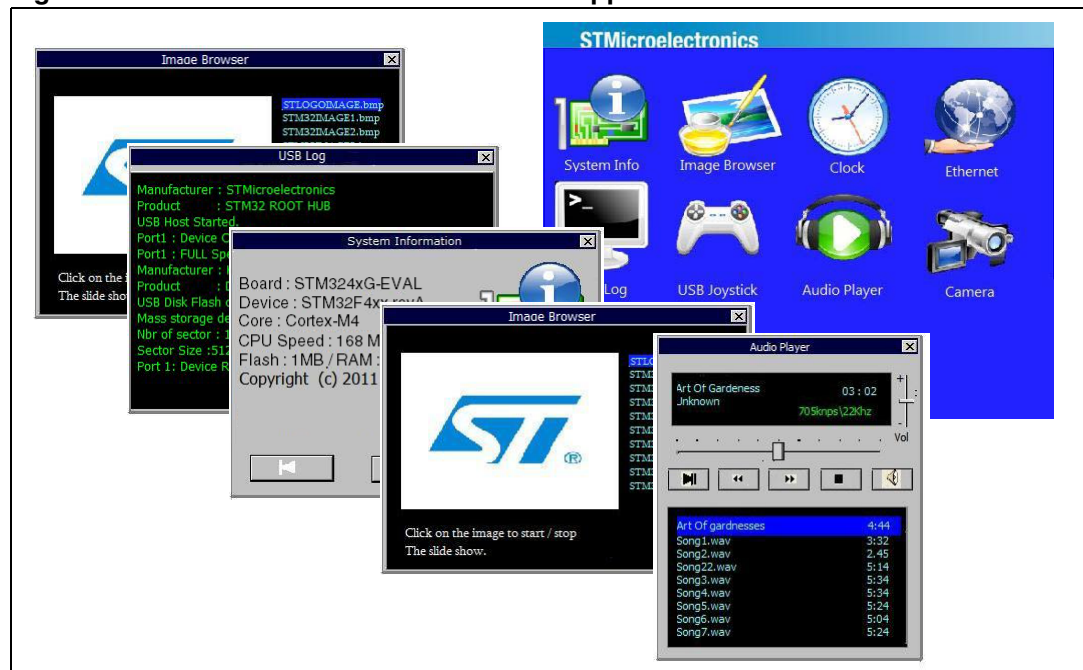 STMicroelectronics
System Info
Image Browser
Clock
Ethernet
Log
USB Joystick
Audio Player
Camera
Image Browser
STLOGOIMAGE.bmp
STM32IMAGE1.bmp
STM32IMAGE2.bmp
Click on the
The slide show
USB Log
Manufacturer : STMicroelectronics
Product : STM32 ROOT HUB
USB Host Started.
Port1 : Device
Port1 : FULL
Manufacturer :
Product :
USB Disk Flash
Mass storage
Nbr of sector : 1
Sector Size :512
Port 1: Device R
System Information
Board : STM324xG-EVAL
Device : STM32F4xx revA
Core : Cortex-M4
CPU Speed : 168 M
Flash : 1MB / RAM :
Copyright (c) 2011
Image Browser
ST ®
Click on the image to start / stop
The slide show.
Audio Player
Art Of Gardeness 03 : 02
Jnknown
705knps\22Khz
+
-
Vol
Art Of gardnesses 4:44
Song1.wav 3:32
Song2.wav 2.45
Song22.wav 5:14
Song3.wav 5:34
Song4.wav 5:34
Song5.wav 5:24
Song6.wav 5:04
Song7.wav 5:24